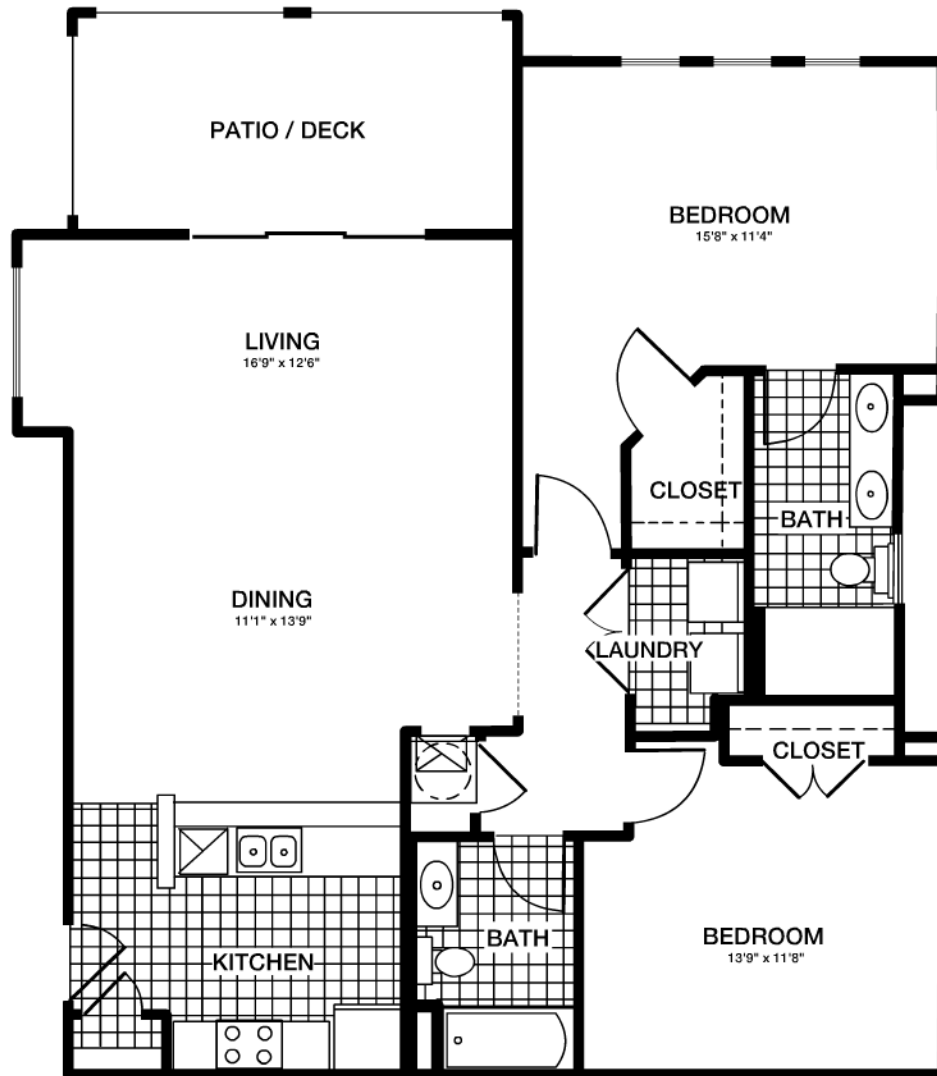 PATIO / DECK
BEDROOM
15'8" x 11'4"
LIVING
16'9" x 12'6"
CLOSET
BATH
DINING
11'1" x 13'9"
LAUNDRY
CLOSET
BATH
BEDROOM
13'9" x 11'8"
KITCHEN